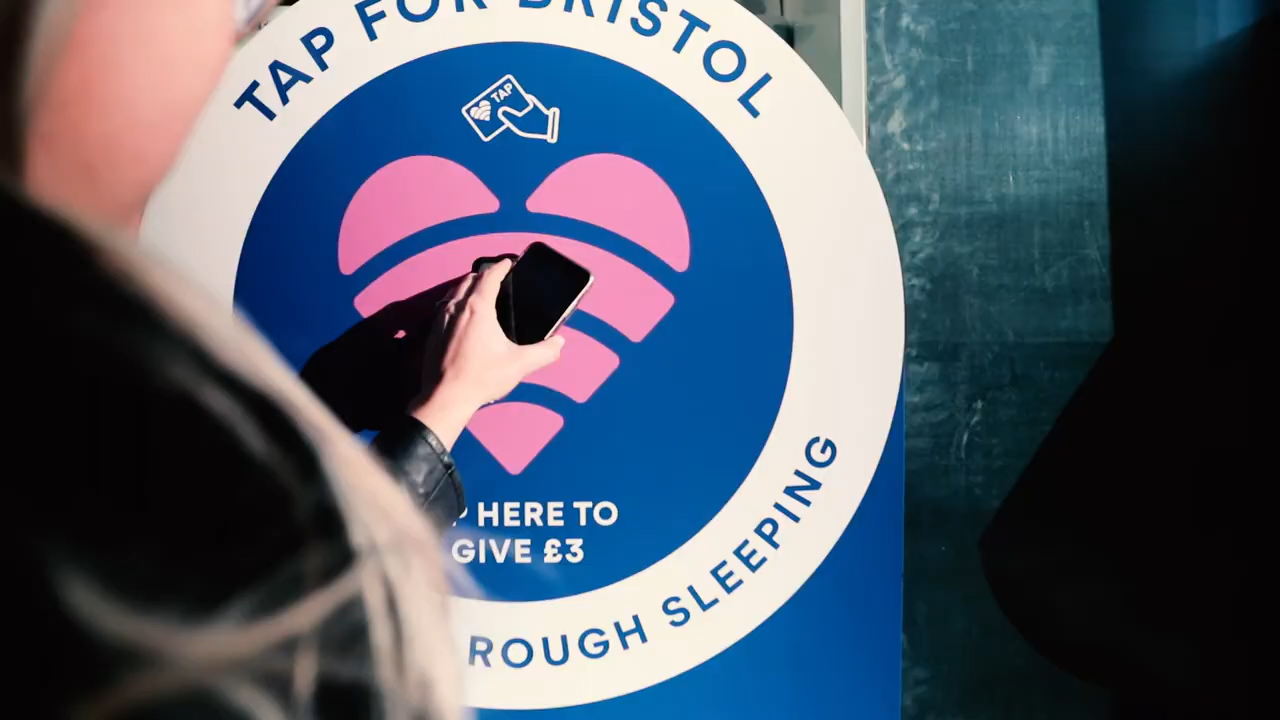 TAP FOR BRISTOL
TAP
HERE TO
GIVE £3
ROUGH SLEEPING